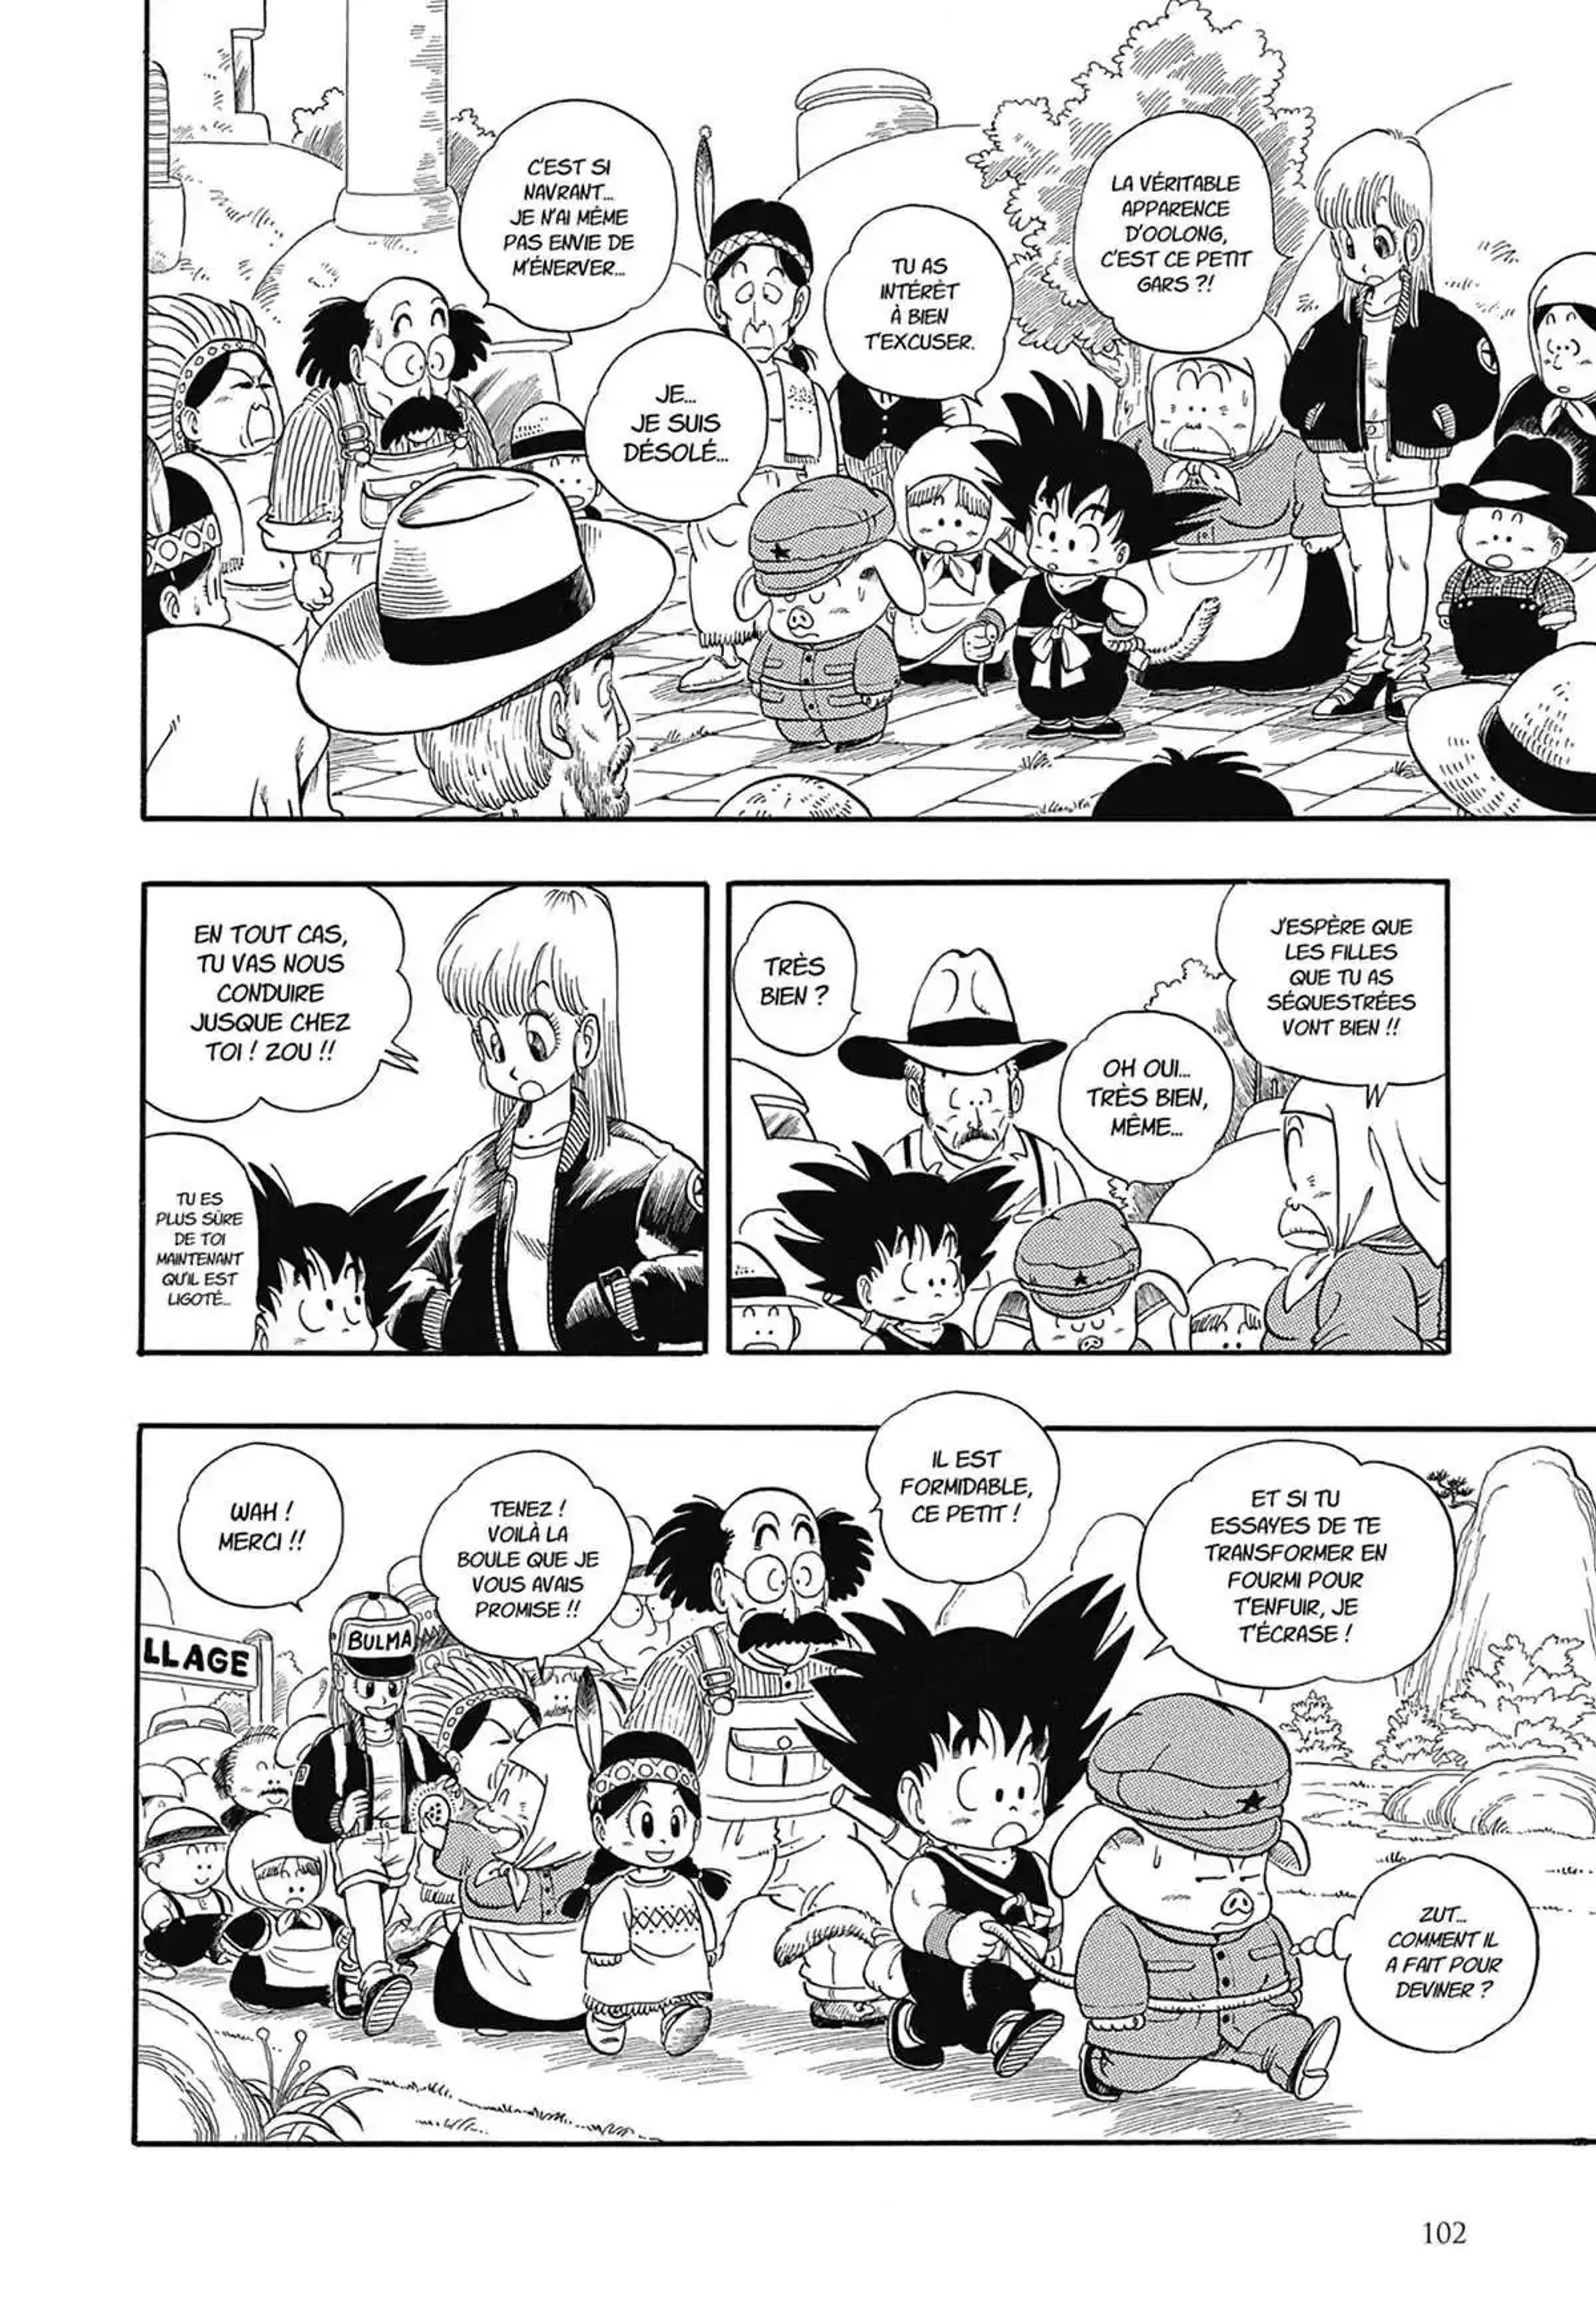 LA VÉRITABLE
APPARENCE
D'OOLONG,
C'EST CE PETIT
GARS ?!
TU AS
INTÉRÊT
À BIEN
T'EXCUSER.
JE...
JE SUIS
DÉSOLÉ...
C'EST SI
NAVRANT...
JE N'AI MÊME
PAS ENVIE DE
M'ÉNERVER...
J'ESPÈRE QUE
LES FILLES
QUE TU AS
SÉQUESTRÉES
VONT BIEN !!
OH OUI...
TRÈS BIEN,
MÊME...
TRÈS
BIEN ?
EN TOUT CAS,
TU VAS NOUS
CONDUIRE
JUSQUE CHEZ
TOI ! ZOU !!
TU ES
PLUS SÛRE
DE TOI
MAINTENANT
QU'IL EST
LIGOTÉ...
ET SI TU
ESSAYES DE TE
TRANSFORMER EN
FOURMI POUR
T'ENFUIR, JE
T'ÉCRASE !
ZUT...
COMMENT IL
A FAIT POUR
DEVINER ?
IL EST
FORMIDABLE,
CE PETIT !
TENEZ !
VOILÀ LA
BOULE QUE JE
VOUS AVAIS
PROMISE !!
WAH !
MERCI !!
BULMA
LLAGE
102